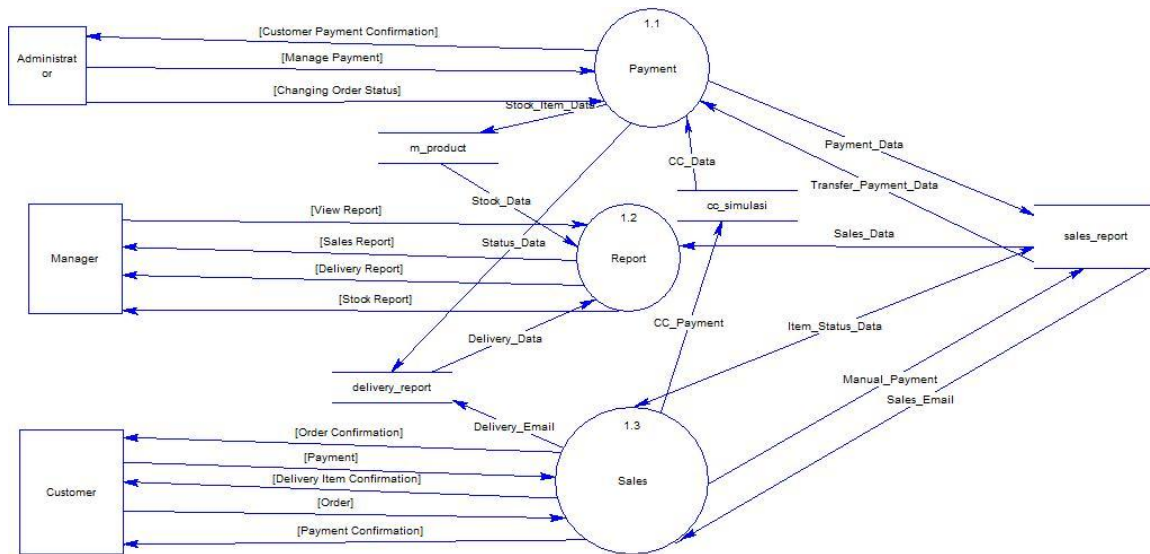 [Customer Payment Confirmation]
1.1
Administrat
or
[Manage Payment]
Payment
[Changing Order Status]
Stock_Item_Data
m_product
Payment_Data
CC_Data
Transfer_Payment_Data
Stock_Data
cc_simulasi
[View Report]
1.2
Sales_Data
sales_report
[Sales Report]
Status_Data
Manager
Report
[Delivery Report]
[Stock Report]
CC_Payment
Item_Status_Data
Delivery_Data
delivery_report
Manual_Payment
Sales_Email
Delivery_Email
1.3
[Order Confirmation]
[Payment]
[Delivery Item Confirmation]
Customer
Sales
[Order]
[Payment Confirmation]